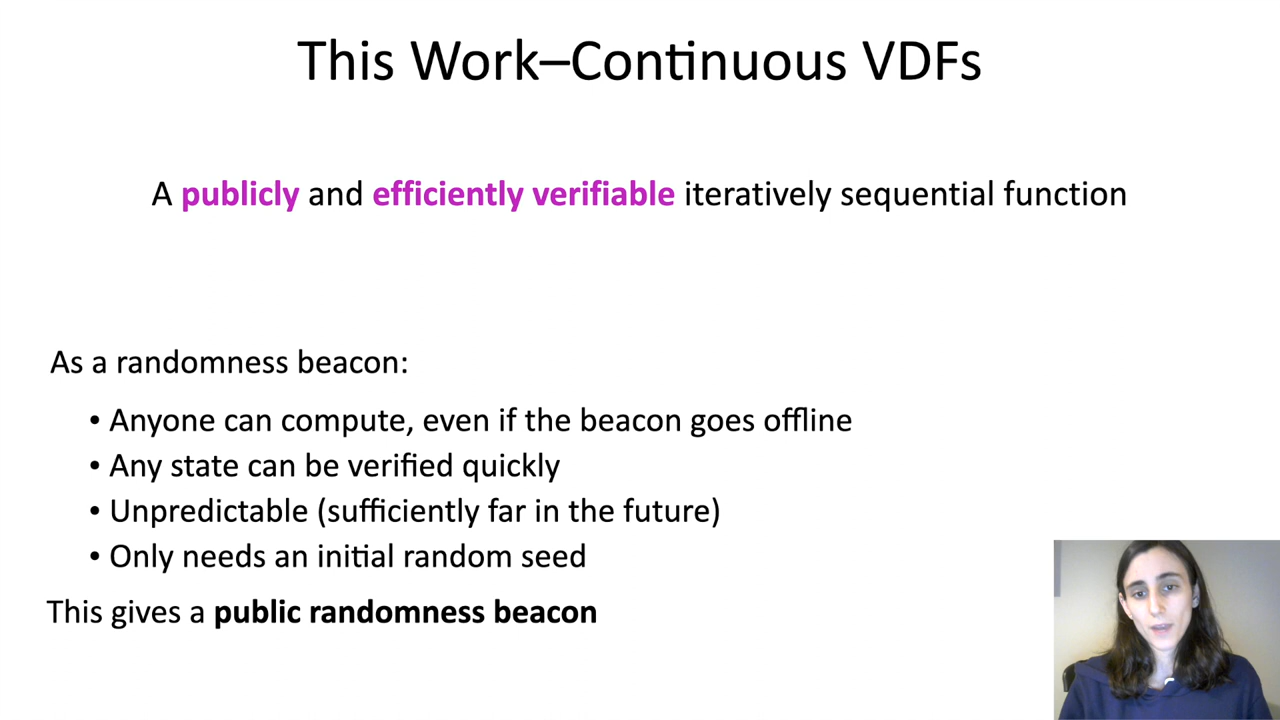 This Work–Continuous VDFs
A publicly and efficiently verifiable iteratively sequential function
As a randomness beacon:
• Anyone can compute, even if the beacon goes offline
• Any state can be verified quickly
• Unpredictable (sufficiently far in the future)
• Only needs an initial random seed
This gives a public randomness beacon